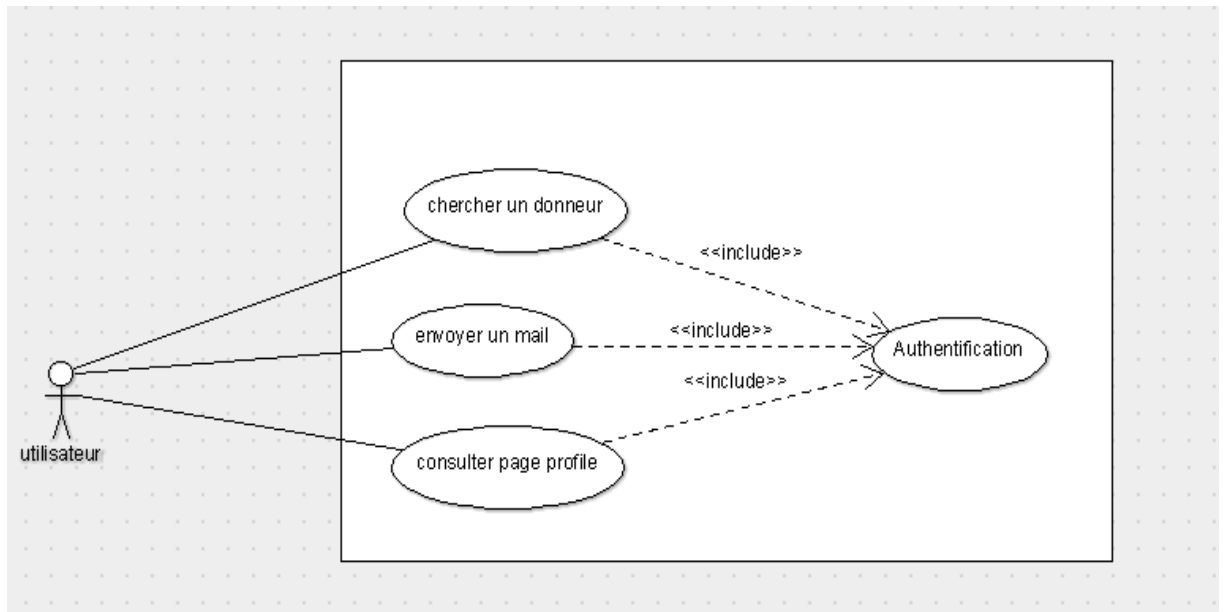 chercher un donneur
<<include>>
envoyer un mail
<<include>>
Authentification
<<include>>
utilisateur
consulter page profile